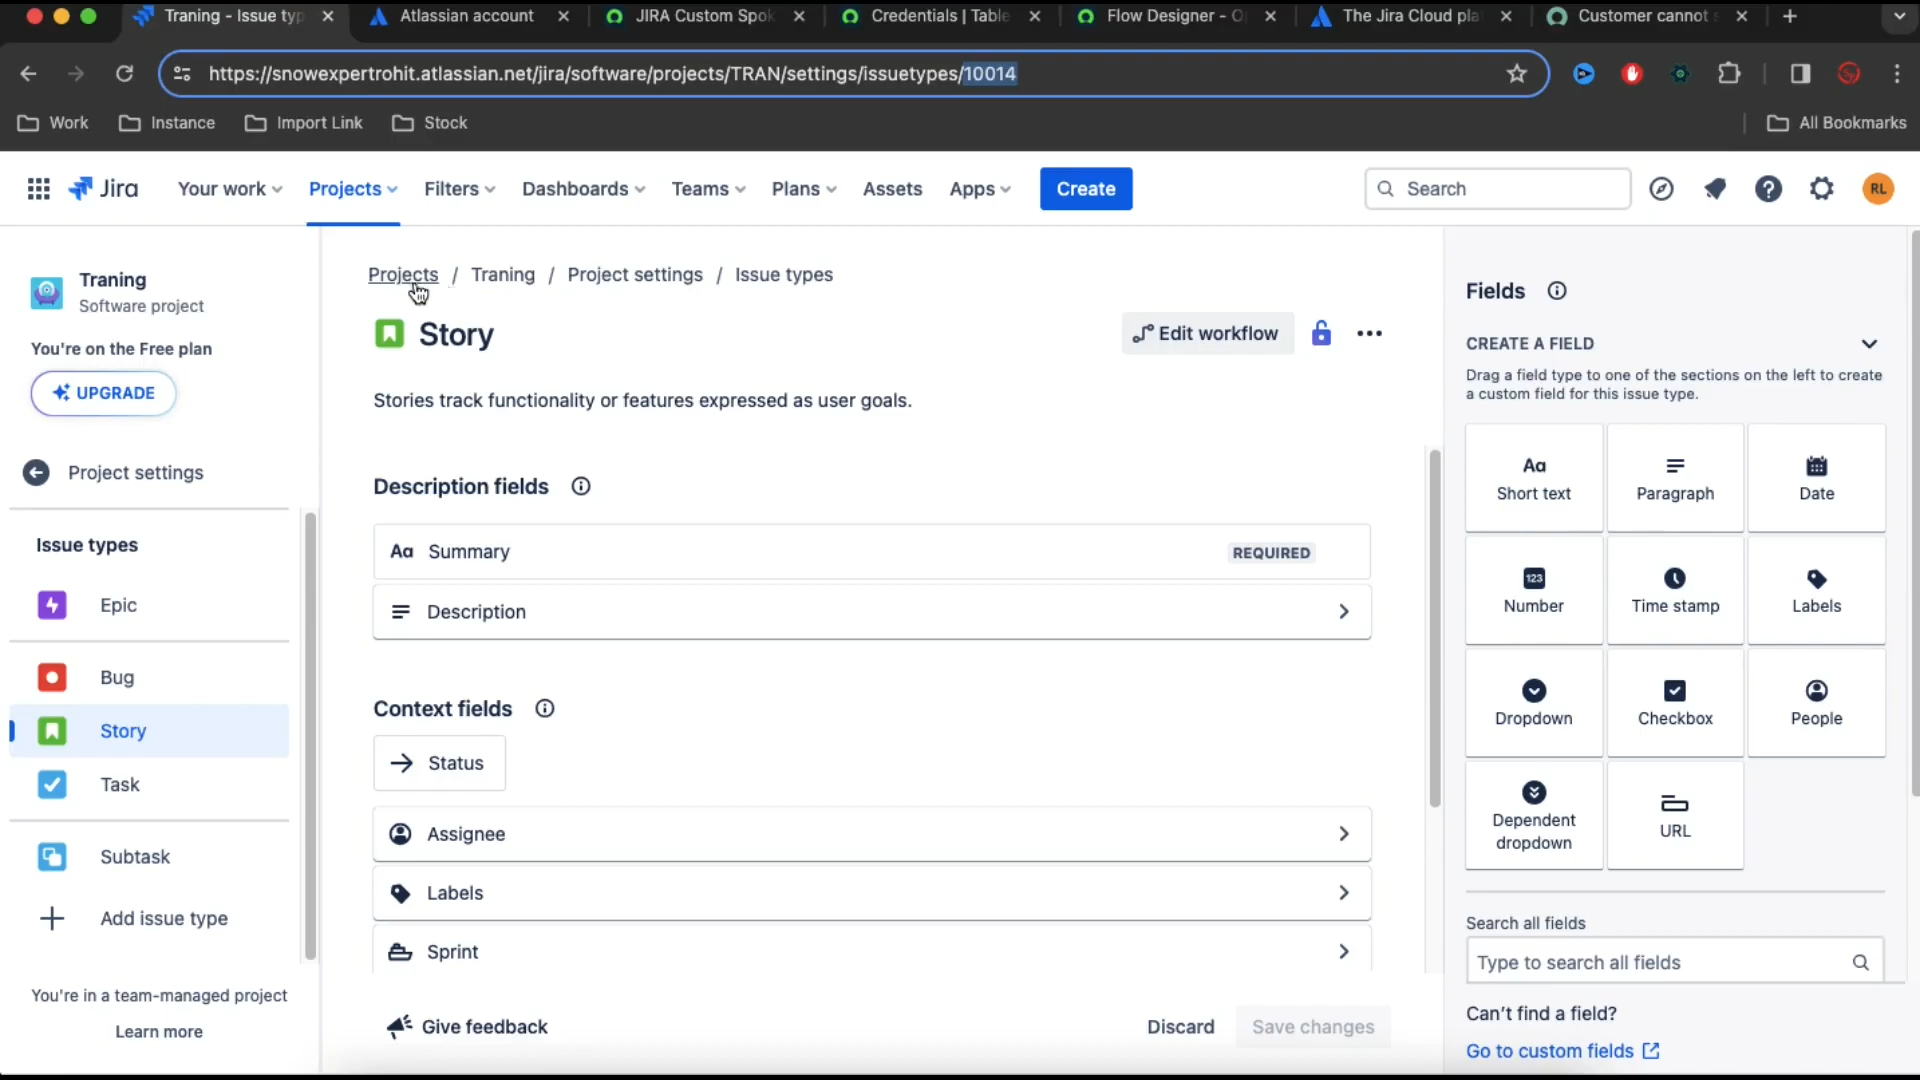 Traning - Issue typ
Atlassian account
JIRA Custom Spok
Credentials | Table
Flow Designer - O
The Jira Cloud pla
Customer cannot s
https://snowexpertrohit.atlassian.net/jira/software/projects/TRAN/settings/issuetypes/10014
Work
Instance
Import Link
Stock
All Bookmarks
Jira
Your work
Projects
Filters
Dashboards
Teams
Plans
Assets
Apps
Create
Search
RL
Traning
Software project
You're on the Free plan
UPGRADE
Project settings
Issue types
Epic
Bug
Story
Task
Subtask
Add issue type
You're in a team-managed project
Learn more
Projects / Traning / Project settings / Issue types
Story
Edit workflow
Stories track functionality or features expressed as user goals.
Description fields
Aa Summary
REQUIRED
Description
Context fields
Status
Assignee
Labels
Sprint
Give feedback
Discard
Save changes
Fields
CREATE A FIELD
Drag a field type to one of the sections on the left to create
a custom field for this issue type.
Aa
Short text
Paragraph
Date
123
Number
Time stamp
Labels
Dropdown
Checkbox
People
Dependent
dropdown
URL
Search all fields
Type to search all fields
Can't find a field?
Go to custom fields